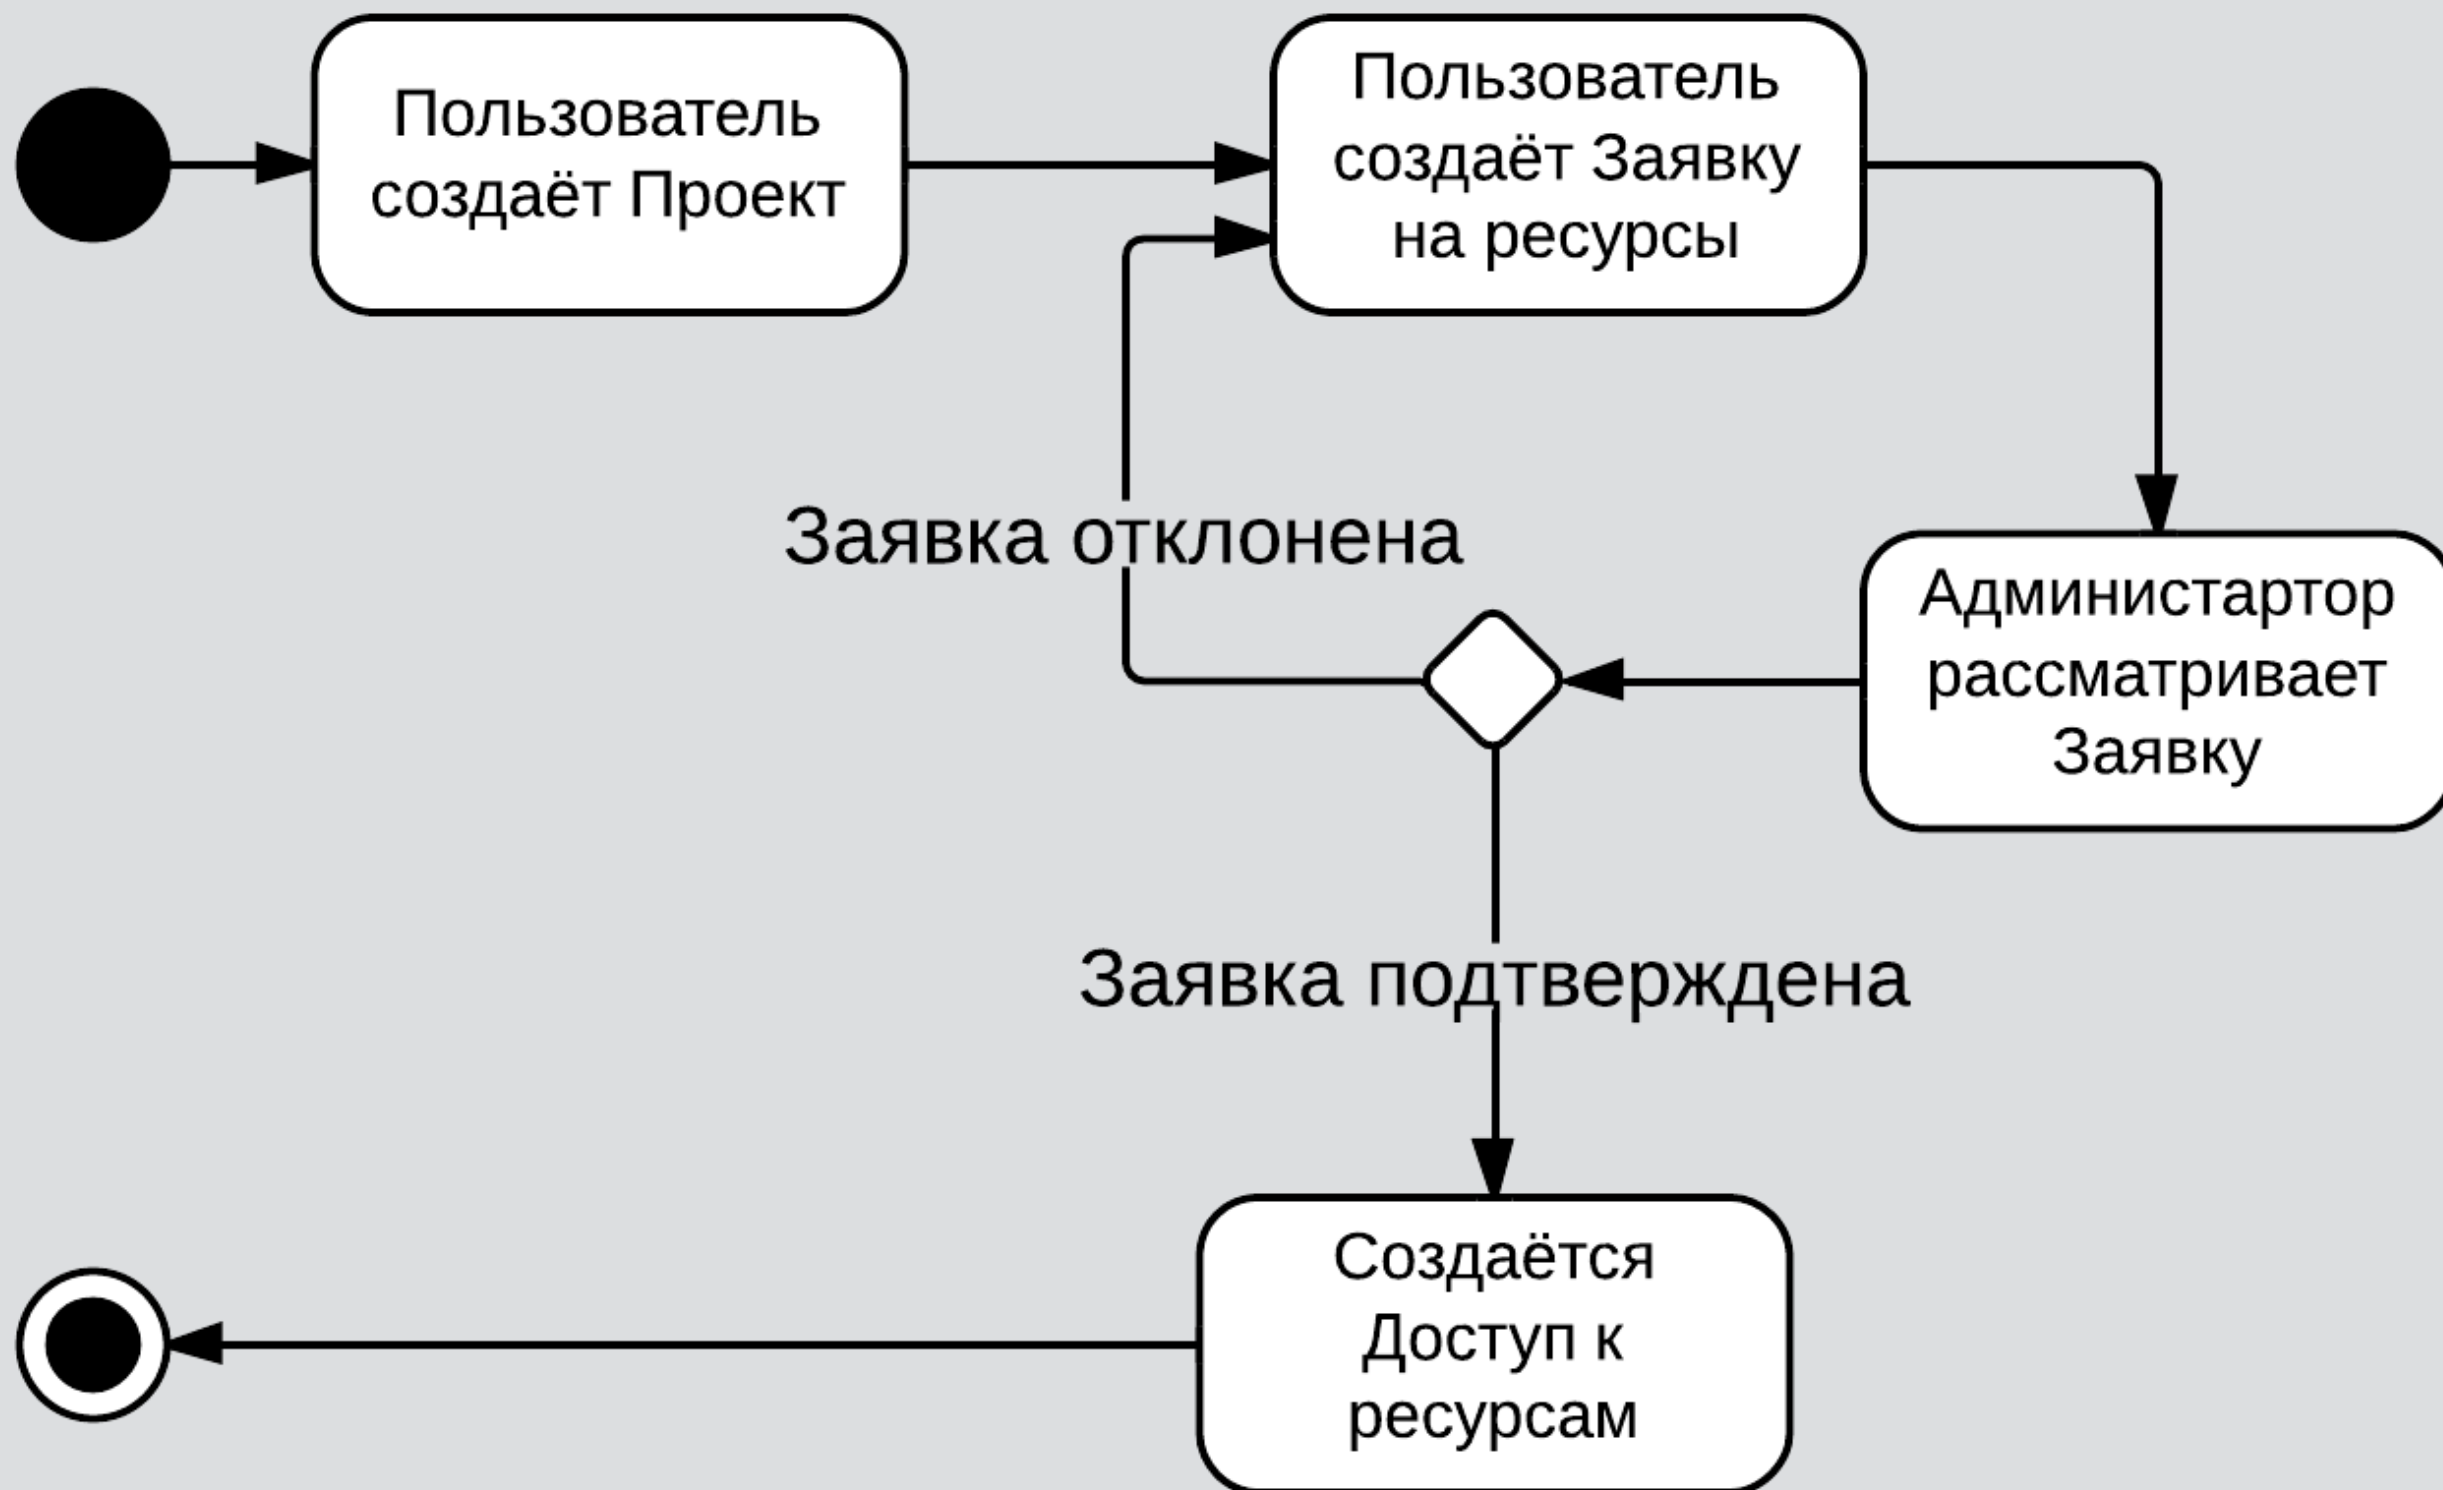 Пользователь
создаёт Проект
Пользователь
создаёт Заявку
на ресурсы
Заявка отклонена
Администартор
рассматривает
Заявку
Заявка подтверждена
Создаётся
Доступ к
ресурсам